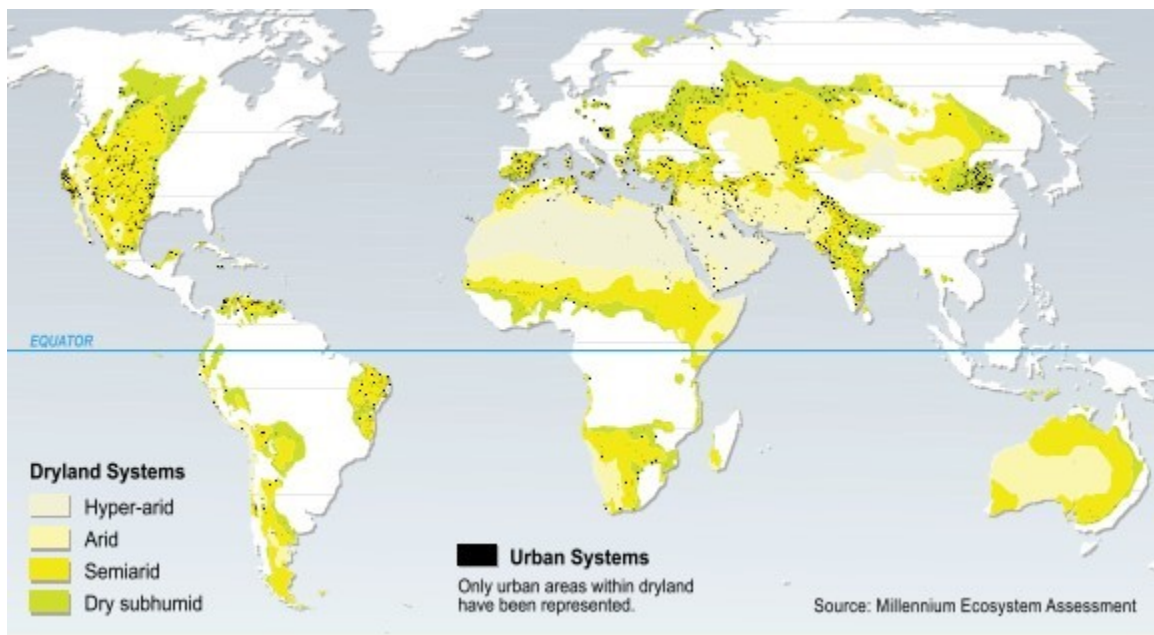 EQUATOR
Dryland Systems
Hyper-arid
Arid
Semiarid
Dry subhumid
Urban Systems
Only urban areas within dryland
have been represented.
Source: Millennium Ecosystem Assessment